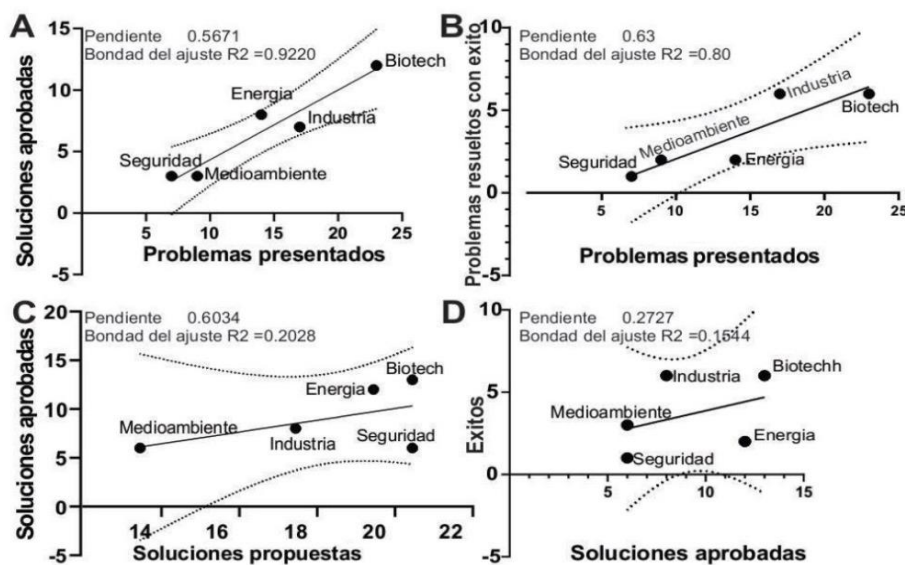 A
Pendiente 0.5671
Bondad del ajuste R2 =0.9220
Soluciones aprobadas
15
10
5
0
-5
Biotech
Energia
Industria
Seguridad
Medioambiente
5 10 15 20 25
Problemas presentados
B
Pendiente 0.63
Bondad del ajuste R2 =0.80
Problemas resueltos con exito
10
5
0
-5
Industria
Biotech
Medioambiente
Seguridad
Energia
5 10 15 20 25
Problemas presentados
C
Pendiente 0.6034
Bondad del ajuste R2 =0.2028
Soluciones aprobadas
20
15
10
5
0
-5
Biotech
Energia
Medioambiente
Industria
Seguridad
14 16 18 20 22
Soluciones propuestas
D
Pendiente 0.2727
Bondad del ajuste R2 =0.1544
Exitos
10
5
0
-5
Biotechh
Industria
Medioambiente
Energia
Seguridad
5 10 15
Soluciones aprobadas